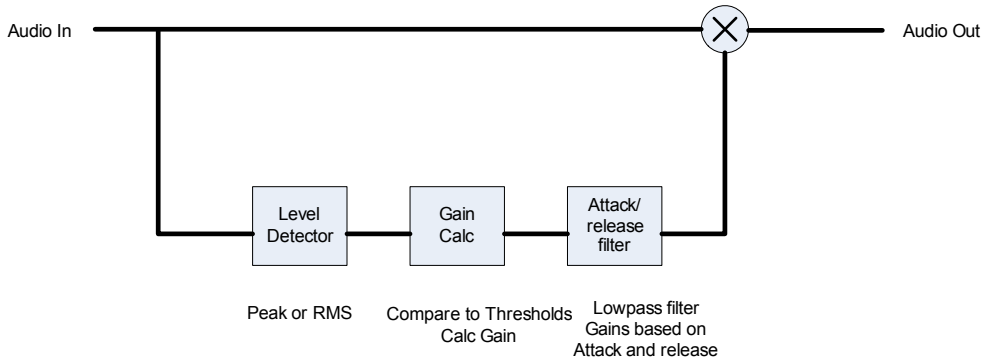 Audio In
Audio Out
Level
Detector
Gain
Calc
Attack/
release
filter
Peak or RMS
Compare to Thresholds
Calc Gain
Lowpass filter
Gains based on
Attack and release